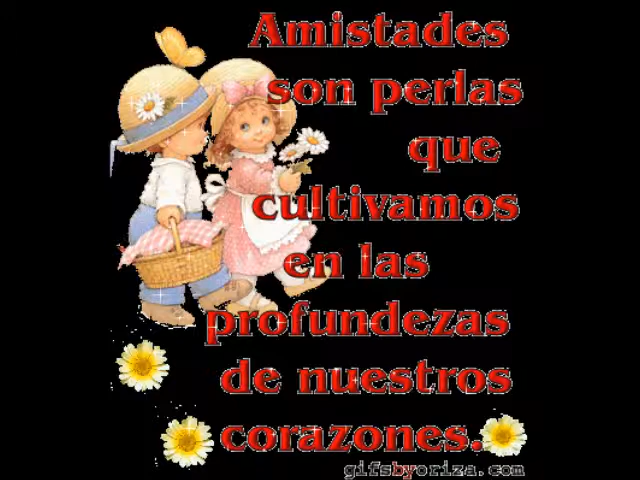 Amistades
son perlas
que
cultivamos
en las
profundezas
de nuestros
corazones.
gifsbyoriza.com